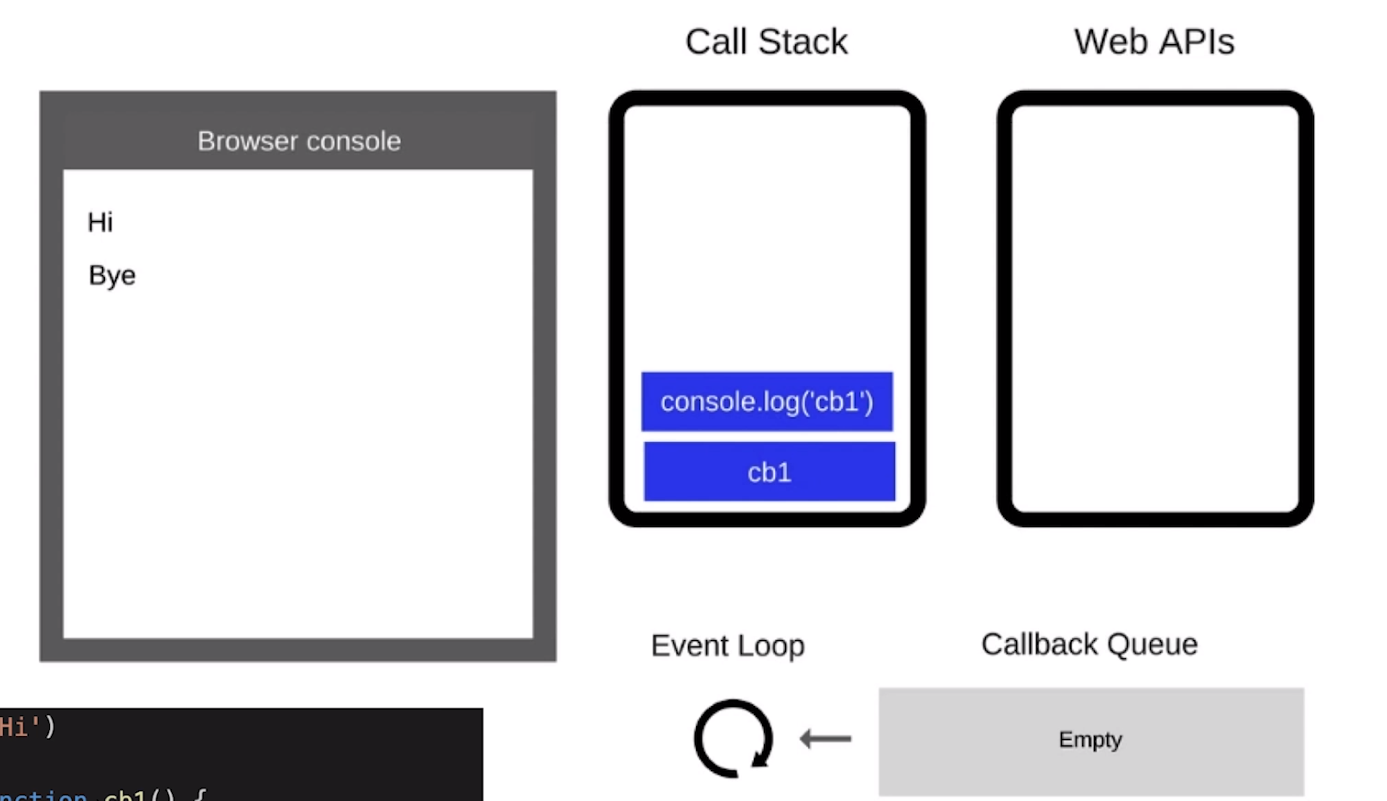 Call Stack
Web APIs
Browser console
Hi
Bye
console.log('cb1')
cb1
Event Loop
Callback Queue
Empty
Hi')
nction cb1() {